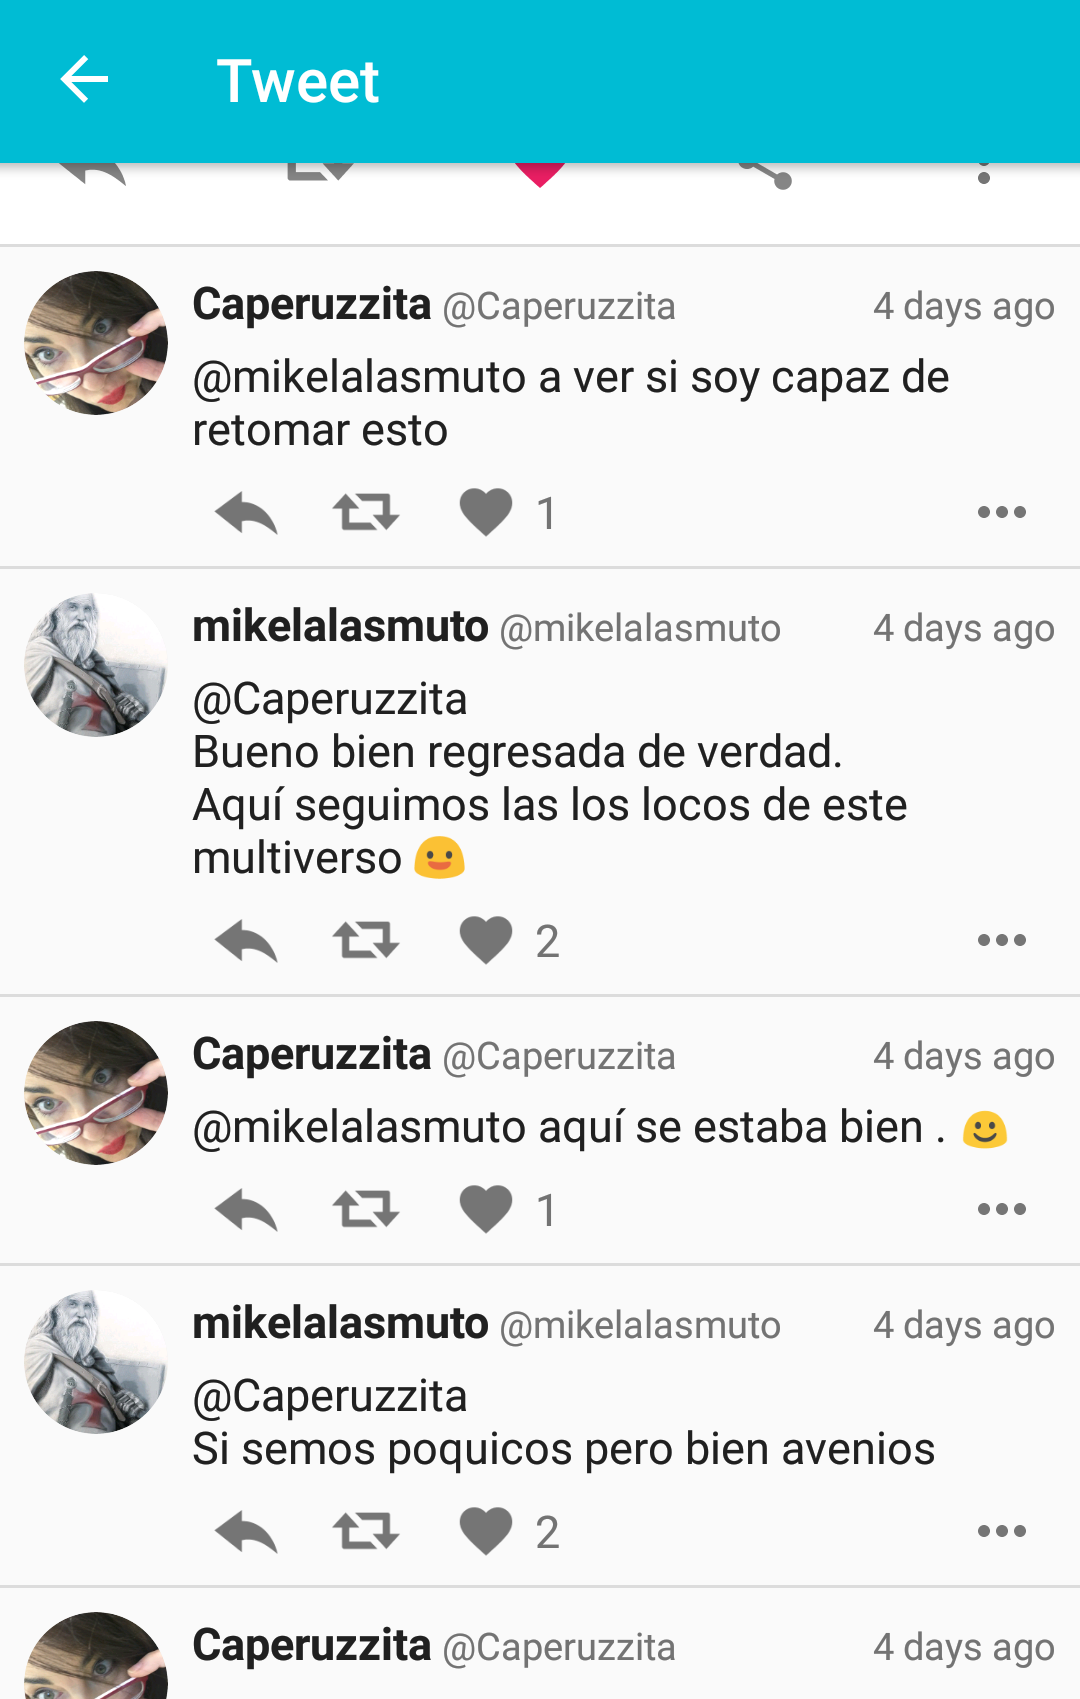 Tweet
Caperuzzita @Caperuzzita 4 days ago
@mikelalasmuto a ver si soy capaz de
retomar esto
1
mikelalasmuto @mikelalasmuto 4 days ago
@Caperuzzita
Bueno bien regresada de verdad.
Aquí seguimos las los locos de este
multiverso 😃
2
Caperuzzita @Caperuzzita 4 days ago
@mikelalasmuto aquí se estaba bien . 🙂
1
mikelalasmuto @mikelalasmuto 4 days ago
@Caperuzzita
Si semos poquicos pero bien avenios
2
Caperuzzita @Caperuzzita 4 days ago